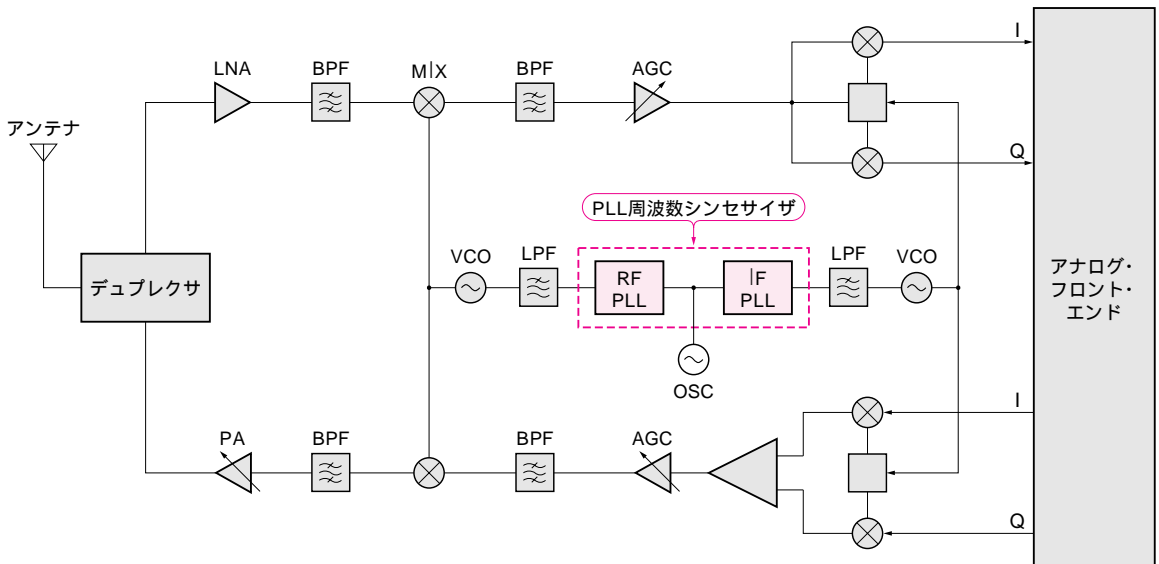 I
LNA
BPF
MIX
BPF
AGC
アンテナ
Q
PLL周波数シンセサイザ
VCO
LPF
RF
PLL
IF
PLL
LPF
VCO
デュプレクサ
アナログ・
フロント・
エンド
OSC
I
PA
BPF
BPF
AGC
Q